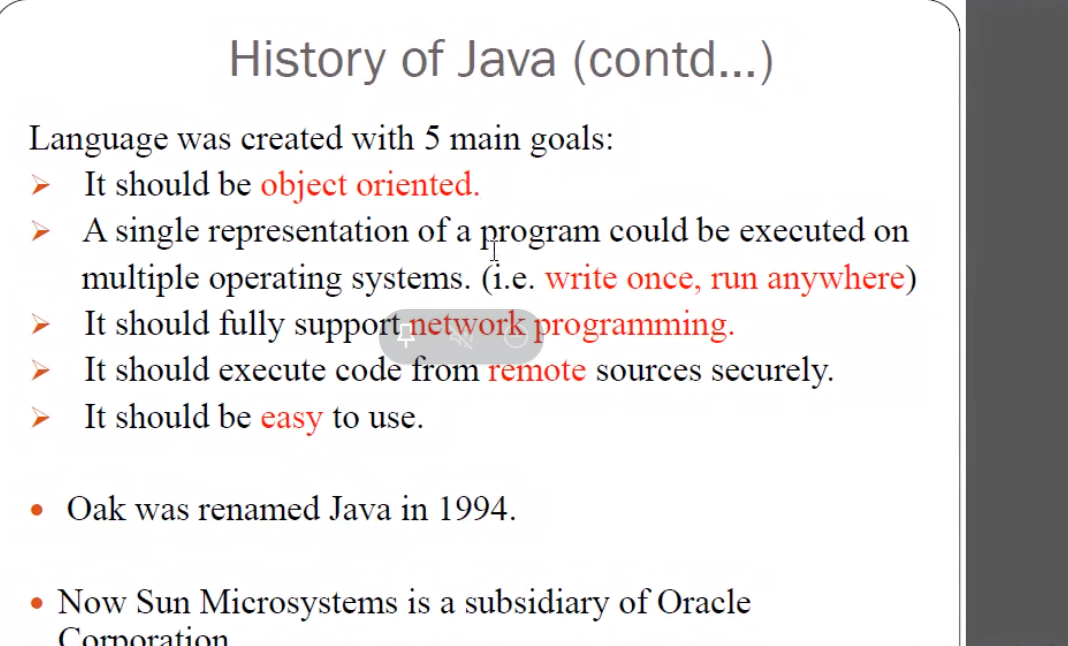 History of Java (contd...)
Language was created with 5 main goals:
➢ It should be object oriented.
➢ A single representation of a program could be executed on
multiple operating systems. (i.e. write once, run anywhere)
➢ It should fully support network programming.
➢ It should execute code from remote sources securely.
➢ It should be easy to use.
• Oak was renamed Java in 1994.
• Now Sun Microsystems is a subsidiary of Oracle
Corporation